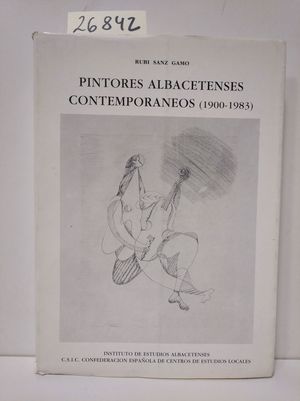 26842
RUBI SANZ GAMO
PINTORES ALBACETENSES
CONTEMPORANEOS (1900-1983)
INSTITUTO DE ESTUDIOS ALBACETENSES
C.S.I.C. CONFEDERACION ESPAÑOLA DE CENTROS DE ESTUDIOS LOCALES